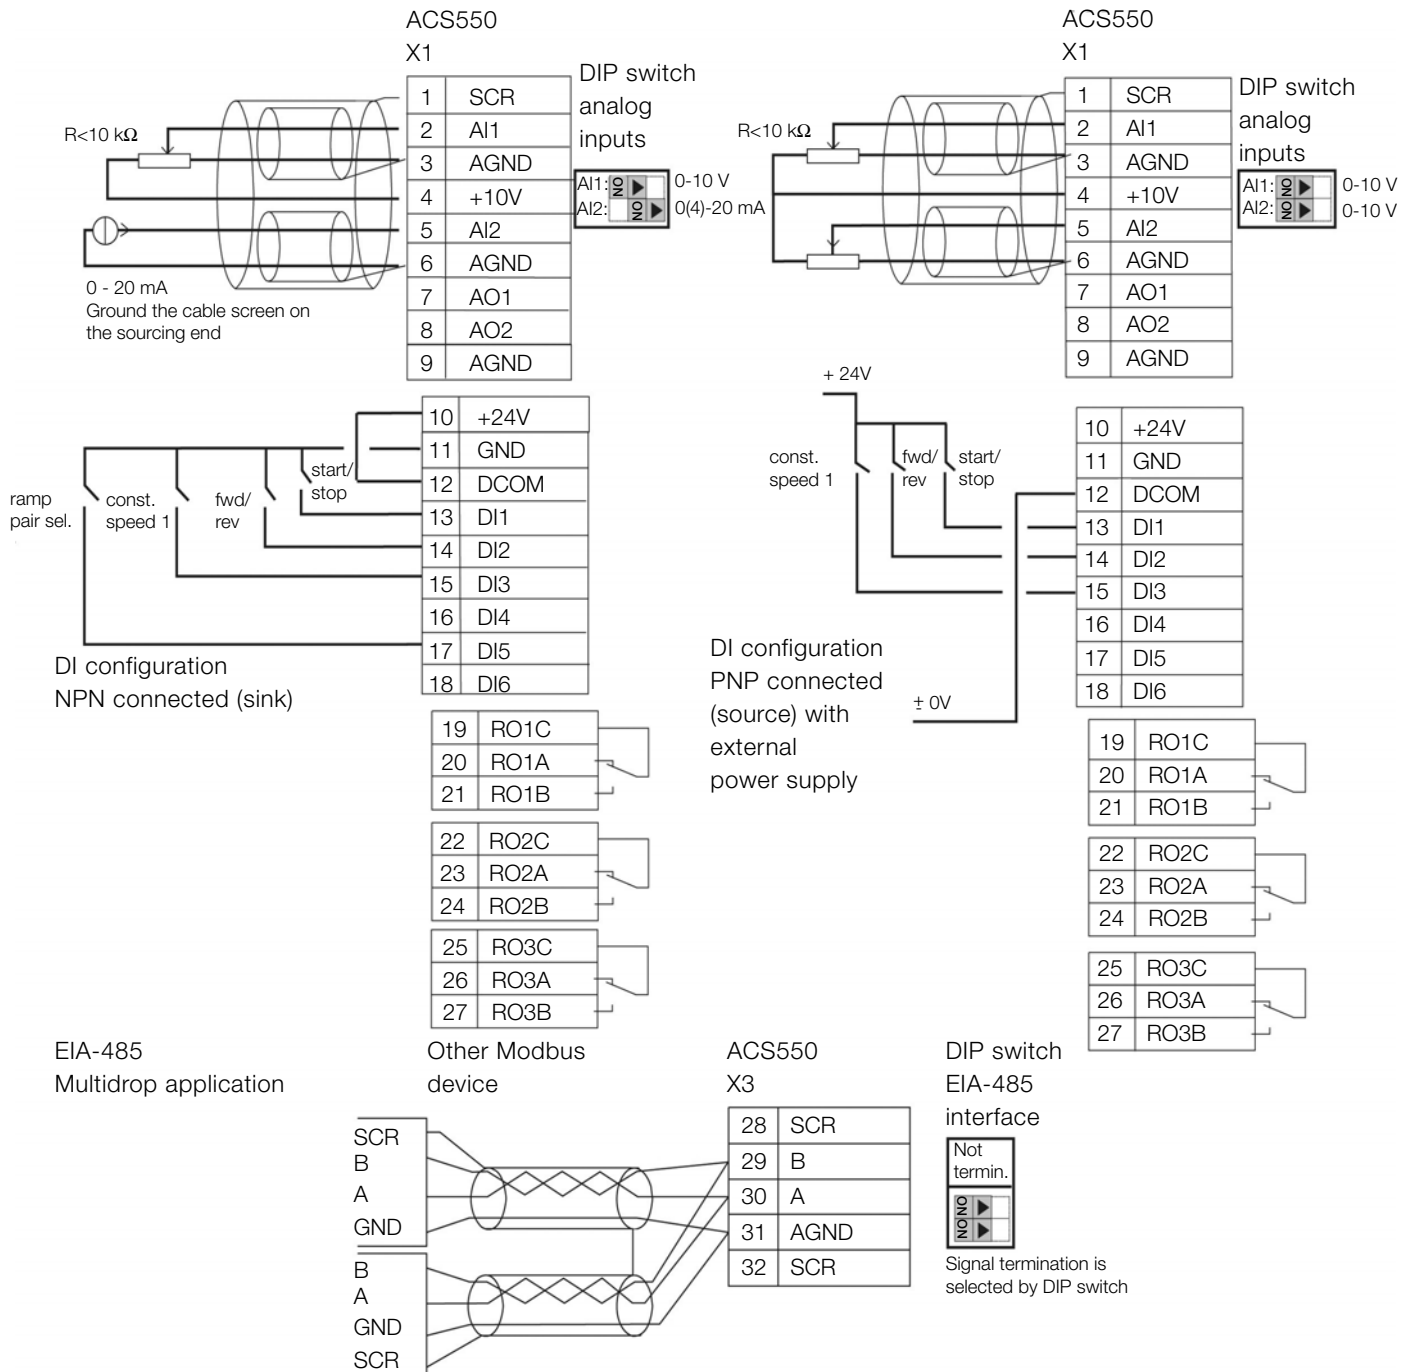 ACS550
X1
DIP switch
analog
inputs
1 SCR
2 AI1
3 AGND
4 +10V
5 AI2
6 AGND
7 AO1
8 AO2
9 AGND
R<10 kΩ
AI1: ON 0-10 V
AI2: ON 0(4)-20 mA
0 - 20 mA
Ground the cable screen on
the sourcing end
10 +24V
11 GND
12 DCOM
13 DI1
14 DI2
15 DI3
16 DI4
17 DI5
18 DI6
ramp
pair sel.
const.
speed 1
fwd/
rev
start/
stop
DI configuration
NPN connected (sink)
19 RO1C
20 RO1A
21 RO1B
22 RO2C
23 RO2A
24 RO2B
25 RO3C
26 RO3A
27 RO3B
ACS550
X1
DIP switch
analog
inputs
1 SCR
2 AI1
3 AGND
4 +10V
5 AI2
6 AGND
7 AO1
8 AO2
9 AGND
R<10 kΩ
AI1: ON 0-10 V
AI2: ON 0-10 V
+ 24V
const.
speed 1
fwd/
rev
start/
stop
10 +24V
11 GND
12 DCOM
13 DI1
14 DI2
15 DI3
16 DI4
17 DI5
18 DI6
DI configuration
PNP connected
(source) with
external
power supply
± 0V
19 RO1C
20 RO1A
21 RO1B
22 RO2C
23 RO2A
24 RO2B
25 RO3C
26 RO3A
27 RO3B
EIA-485
Multidrop application
Other Modbus
device
SCR
B
A
GND
B
A
GND
SCR
ACS550
X3
28 SCR
29 B
30 A
31 AGND
32 SCR
DIP switch
EIA-485
interface
Not
termin.
ON
ON
Signal termination is
selected by DIP switch